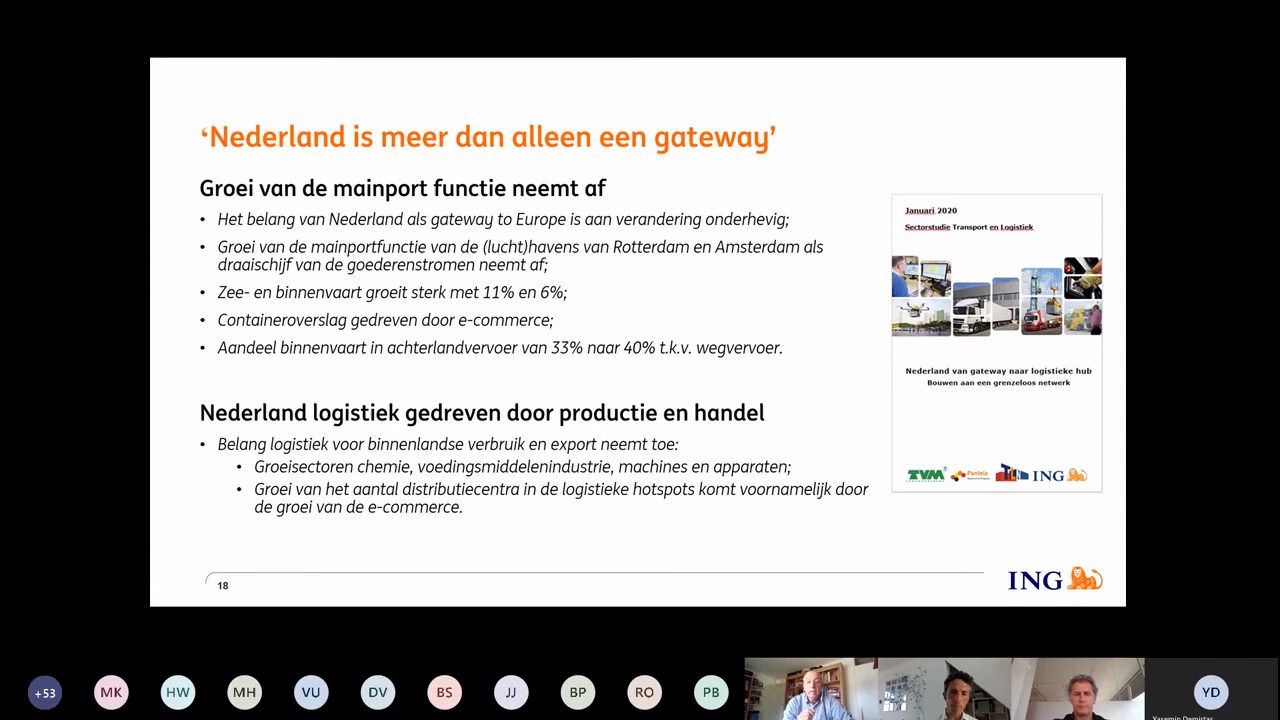 ‘Nederland is meer dan alleen een gateway’
Groei van de mainport functie neemt af
• Het belang van Nederland als gateway to Europe is aan verandering onderhevig;
• Groei van de mainportfunctie van de (lucht)havens van Rotterdam en Amsterdam als
draaischijf van de goederenstromen neemt af;
• Zee- en binnenvaart groeit sterk met 11% en 6%;
• Containeroverslag gedreven door e-commerce;
• Aandeel binnenvaart in achterlandvervoer van 33% naar 40% t.k.v. wegvervoer.
Nederland logistiek gedreven door productie en handel
• Belang logistiek voor binnenlandse verbruik en export neemt toe:
• Groeisectoren chemie, voedingsmiddelenindustrie, machines en apparaten;
• Groei van het aantal distributiecentra in de logistieke hotspots komt voornamelijk door
de groei van de e-commerce.
Januari 2020
Sectorstudie Transport en Logistiek
Nederland van gateway naar logistieke hub
Bouwen aan een grenzeloos netwerk
TVM Panteia TLN ING
18
ING
+53 MK HW MH VU DV BS JJ BP RO PB YD
Yasemin Demirtas